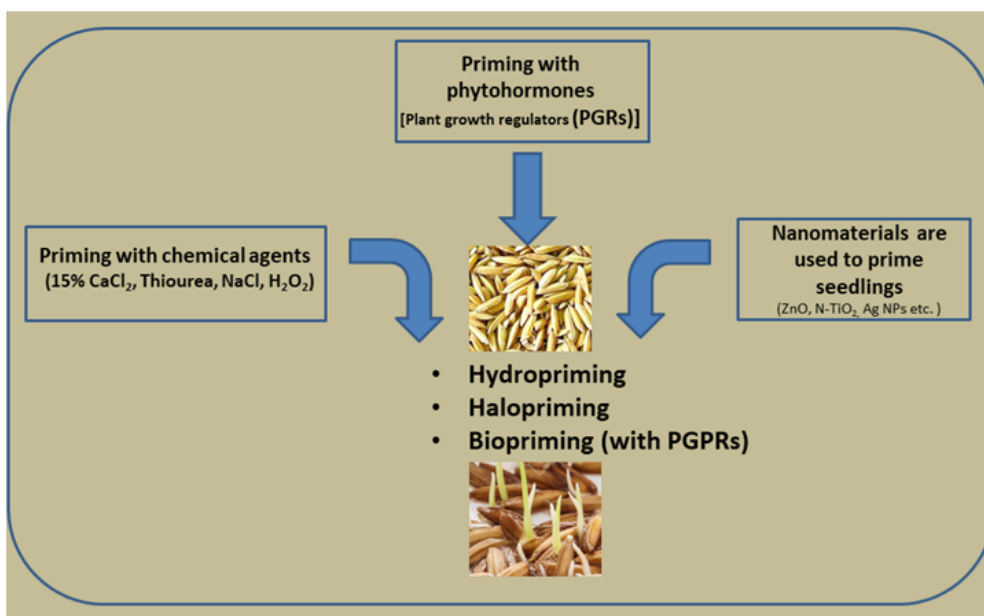 Priming with
phytohormones
[Plant growth regulators (PGRs)]
Priming with chemical agents
(15% CaCl₂, Thiourea, NaCl, H₂O₂)
Nanomaterials are
used to prime
seedlings
(ZnO, N-TiO₂, Ag NPs etc. )
• Hydropriming
• Halopriming
• Biopriming (with PGPRs)